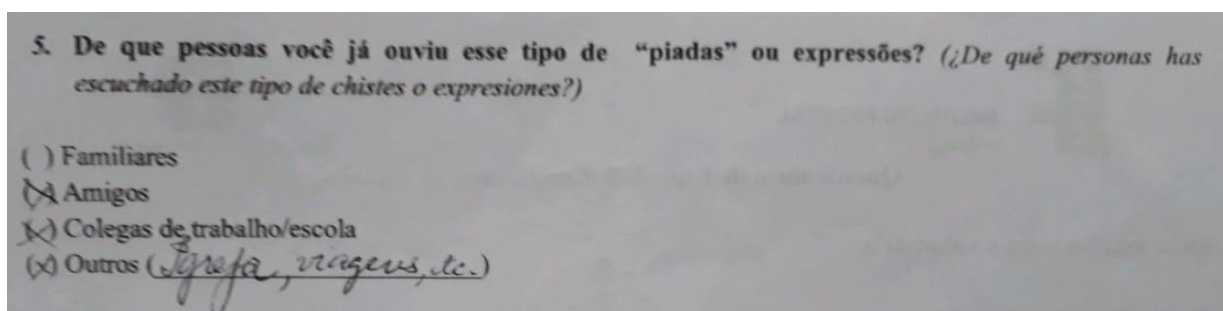 5. De que pessoas você já ouviu esse tipo de “piadas” ou expressões? (¿De qué personas has
escuchado este tipo de chistes o expresiones?)
( ) Familiares
(X) Amigos
(X) Colegas de trabalho/escola
(X) Outros (Igreja, viagens, etc.)